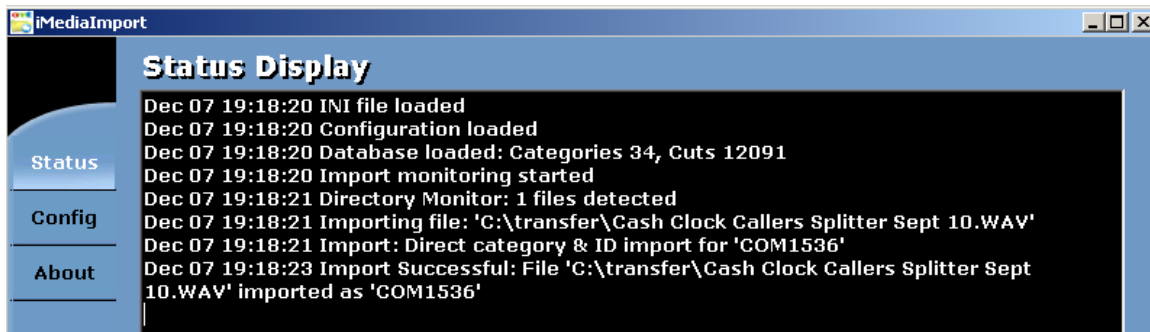 iMediaImport
Status Display
Dec 07 19:18:20 INI file loaded
Dec 07 19:18:20 Configuration loaded
Dec 07 19:18:20 Database loaded: Categories 34, Cuts 12091
Dec 07 19:18:20 Import monitoring started
Dec 07 19:18:21 Directory Monitor: 1 files detected
Dec 07 19:18:21 Importing file: 'C:\transfer\Cash Clock Callers Splitter Sept 10.WAV'
Dec 07 19:18:21 Import: Direct category & ID import for 'COM1536'
Dec 07 19:18:23 Import Successful: File 'C:\transfer\Cash Clock Callers Splitter Sept
10.WAV' imported as 'COM1536'
Status
Config
About